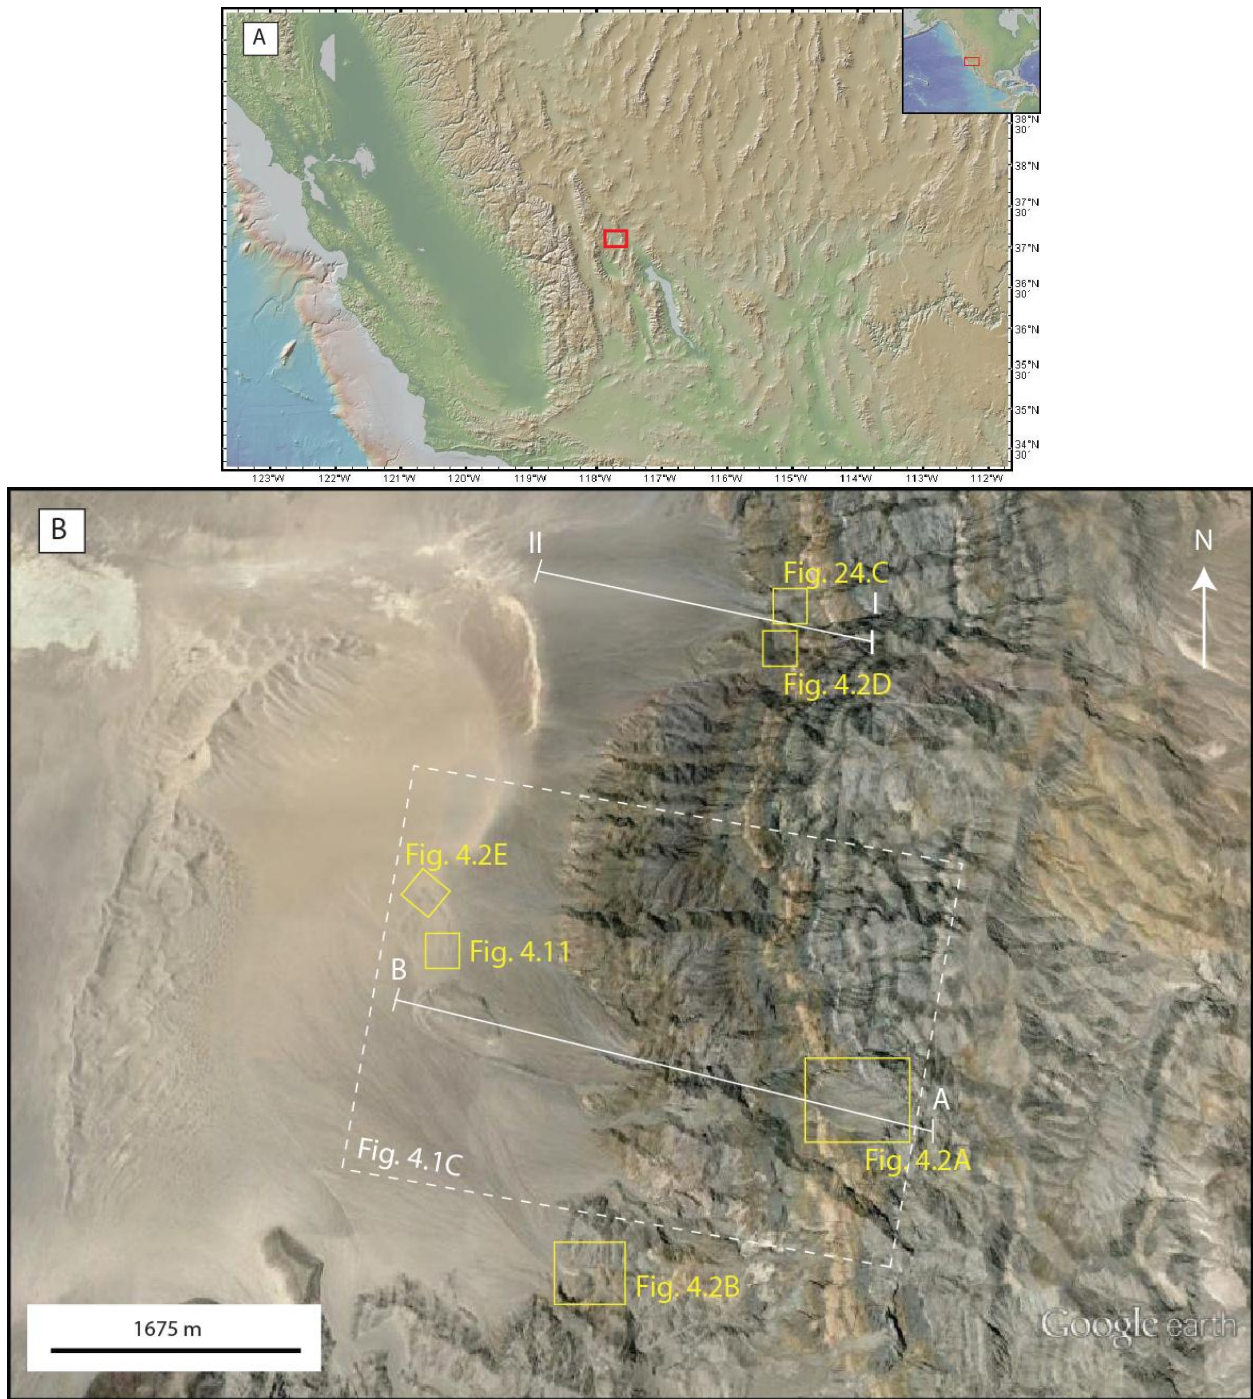 A
38°N
30'
38°N
37°N
30'
37°N
36°N
30'
36°N
35°N
30'
35°N
34°N
30'
123°W 122°W 121°W 120°W 119°W 118°W 117°W 116°W 115°W 114°W 113°W 112°W
B
II
N
Fig. 24.C
I
Fig. 4.2D
Fig. 4.2E
Fig. 4.11
B
A
Fig. 4.1C
Fig. 4.2A
Fig. 4.2B
1675 m
Google earth